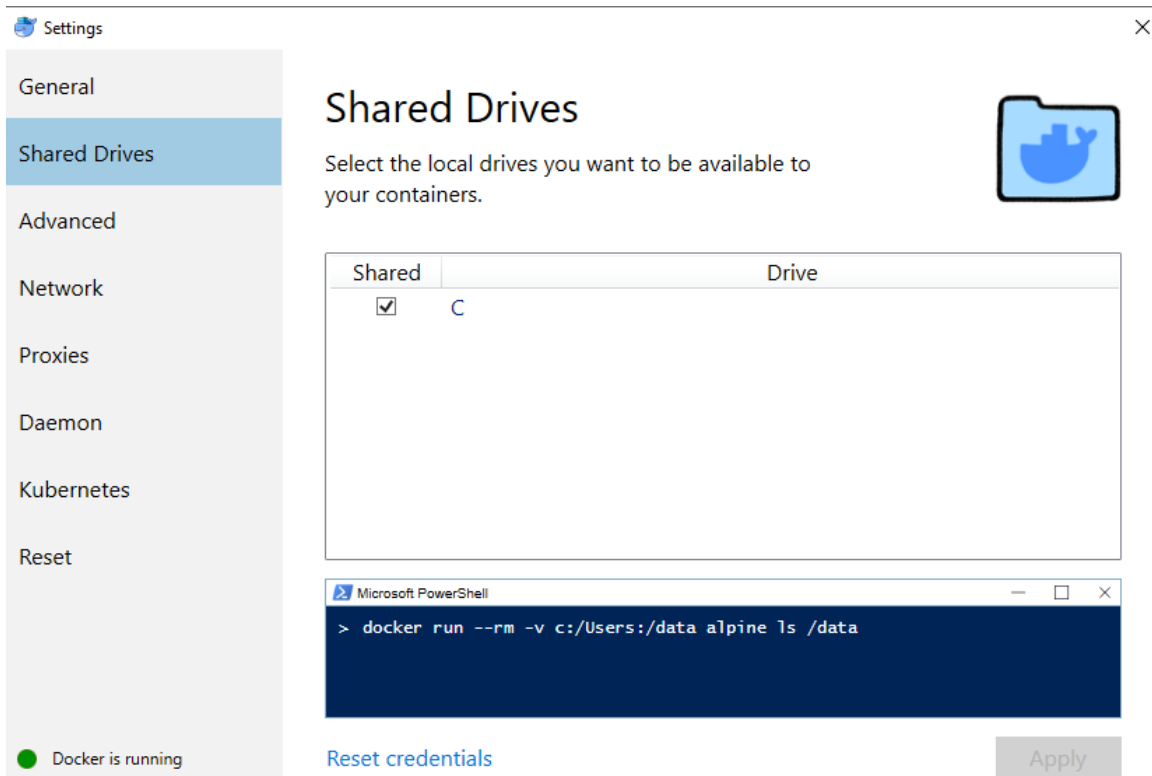 Settings
General
Shared Drives
Advanced
Network
Proxies
Daemon
Kubernetes
Reset
Docker is running
Shared Drives
Select the local drives you want to be available to
your containers.
Shared Drive
C
Microsoft PowerShell
> docker run --rm -v c:/Users:/data alpine ls /data
Reset credentials
Apply